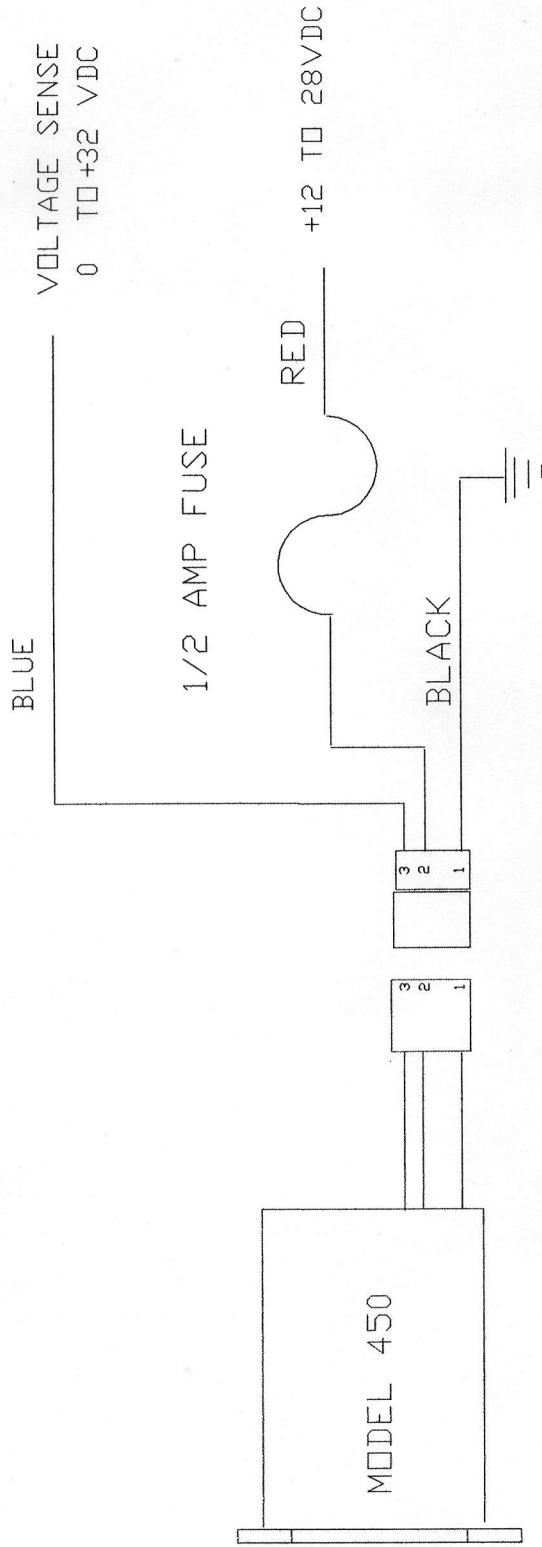 BLUE
VOLTAGE SENSE
0 TO +32 VDC
1/2 AMP FUSE
RED
+12 TO 28VDC
BLACK
MODEL 450
3
2
1
3
2
1